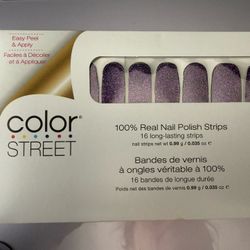 Easy Peel
& Apply
Faciles à Décoller
et à Appliquer
color®
STREET
100% Real Nail Polish Strips
16 long-lasting strips
nail strips net wt 0.99 g / 0.035 oz ℮
Bandes de vernis
à ongles véritable à 100%
16 bandes de longue durée
Poids net des bandes de vernis 0.99 g / 0.035 oz ℮